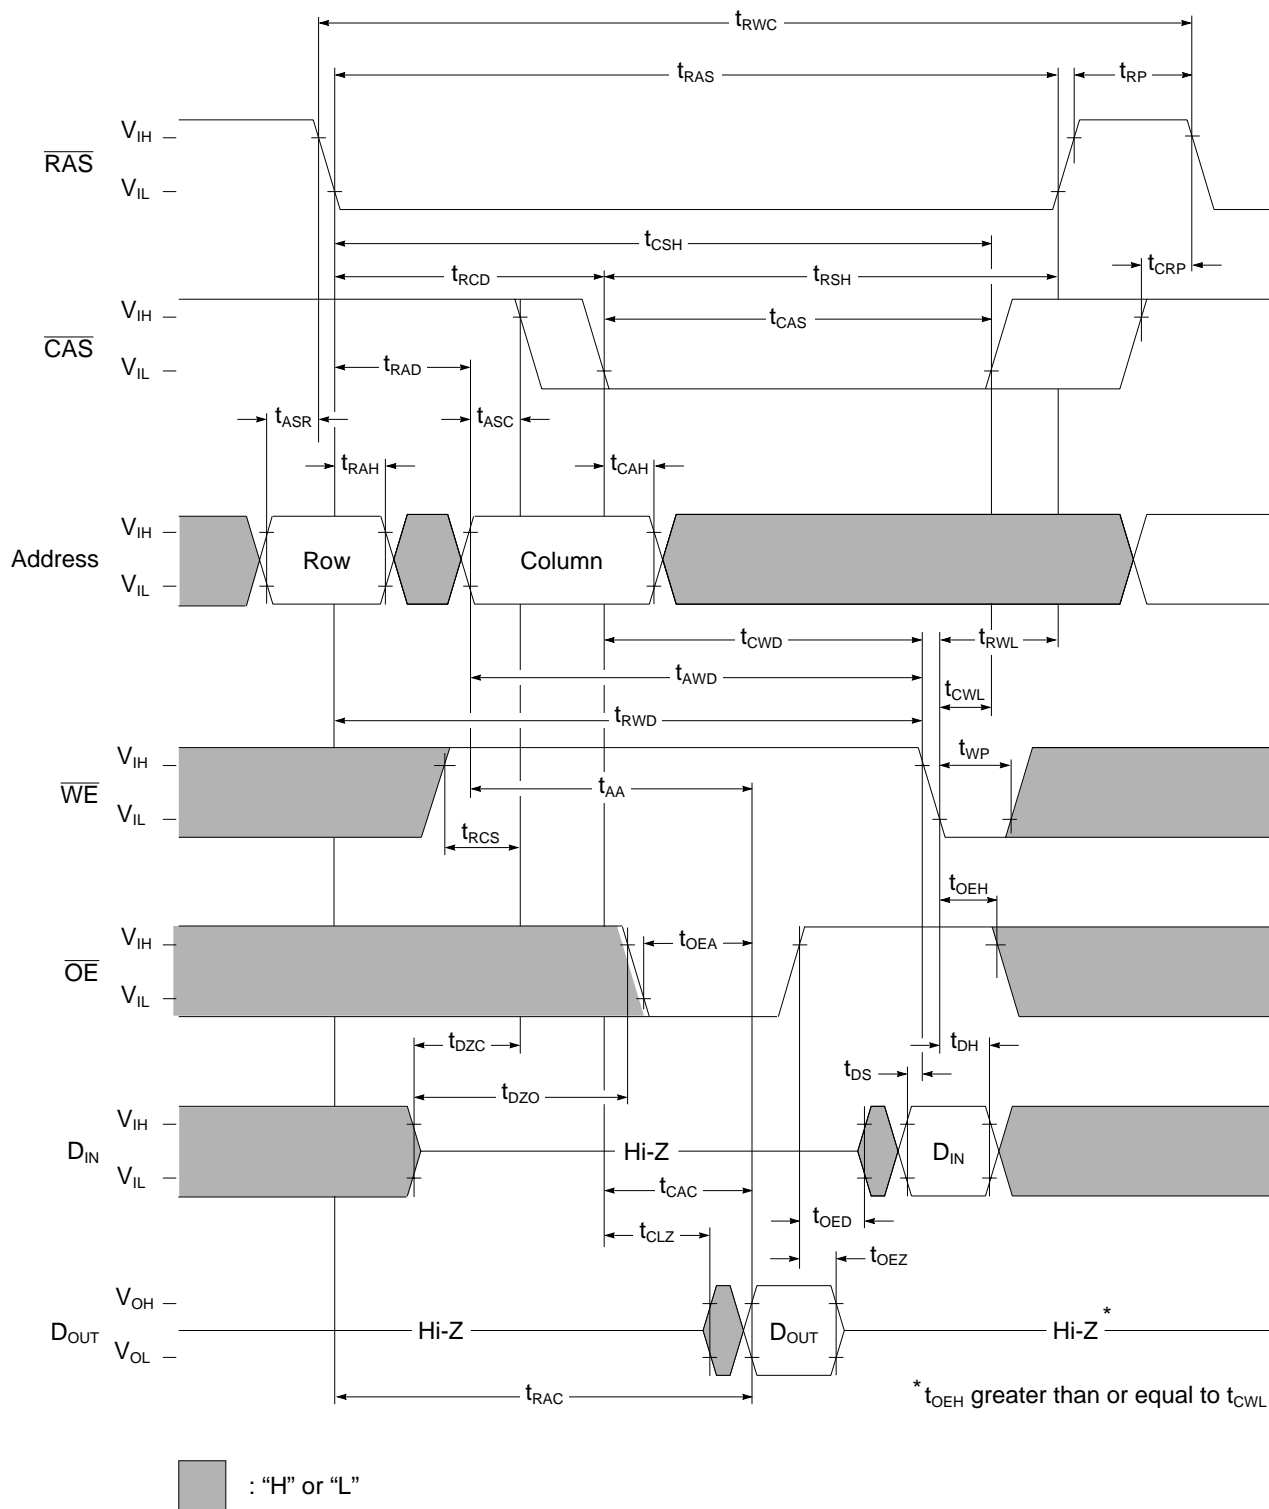 tRWC
tRAS
tRP
VIH
RAS
VIL
tCSH
tRCD
tRSH
tCRP
VIH
tCAS
CAS
VIL
tRAD
tASR
tASC
tRAH
tCAH
VIH
Address
Row
Column
VIL
tCWD
tRWL
tAWD
tCWL
tRWD
VIH
tWP
WE
tAA
VIL
tRCS
tOEH
VIH
tOEA
OE
VIL
tDZC
tDH
tDS
tDZO
VIH
DIN
Hi-Z
DIN
VIL
tCAC
tOED
tCLZ
tOEZ
VOH
DOUT
Hi-Z
DOUT
Hi-Z*
VOL
tRAC
*tOEH greater than or equal to tCWL
: “H” or “L”